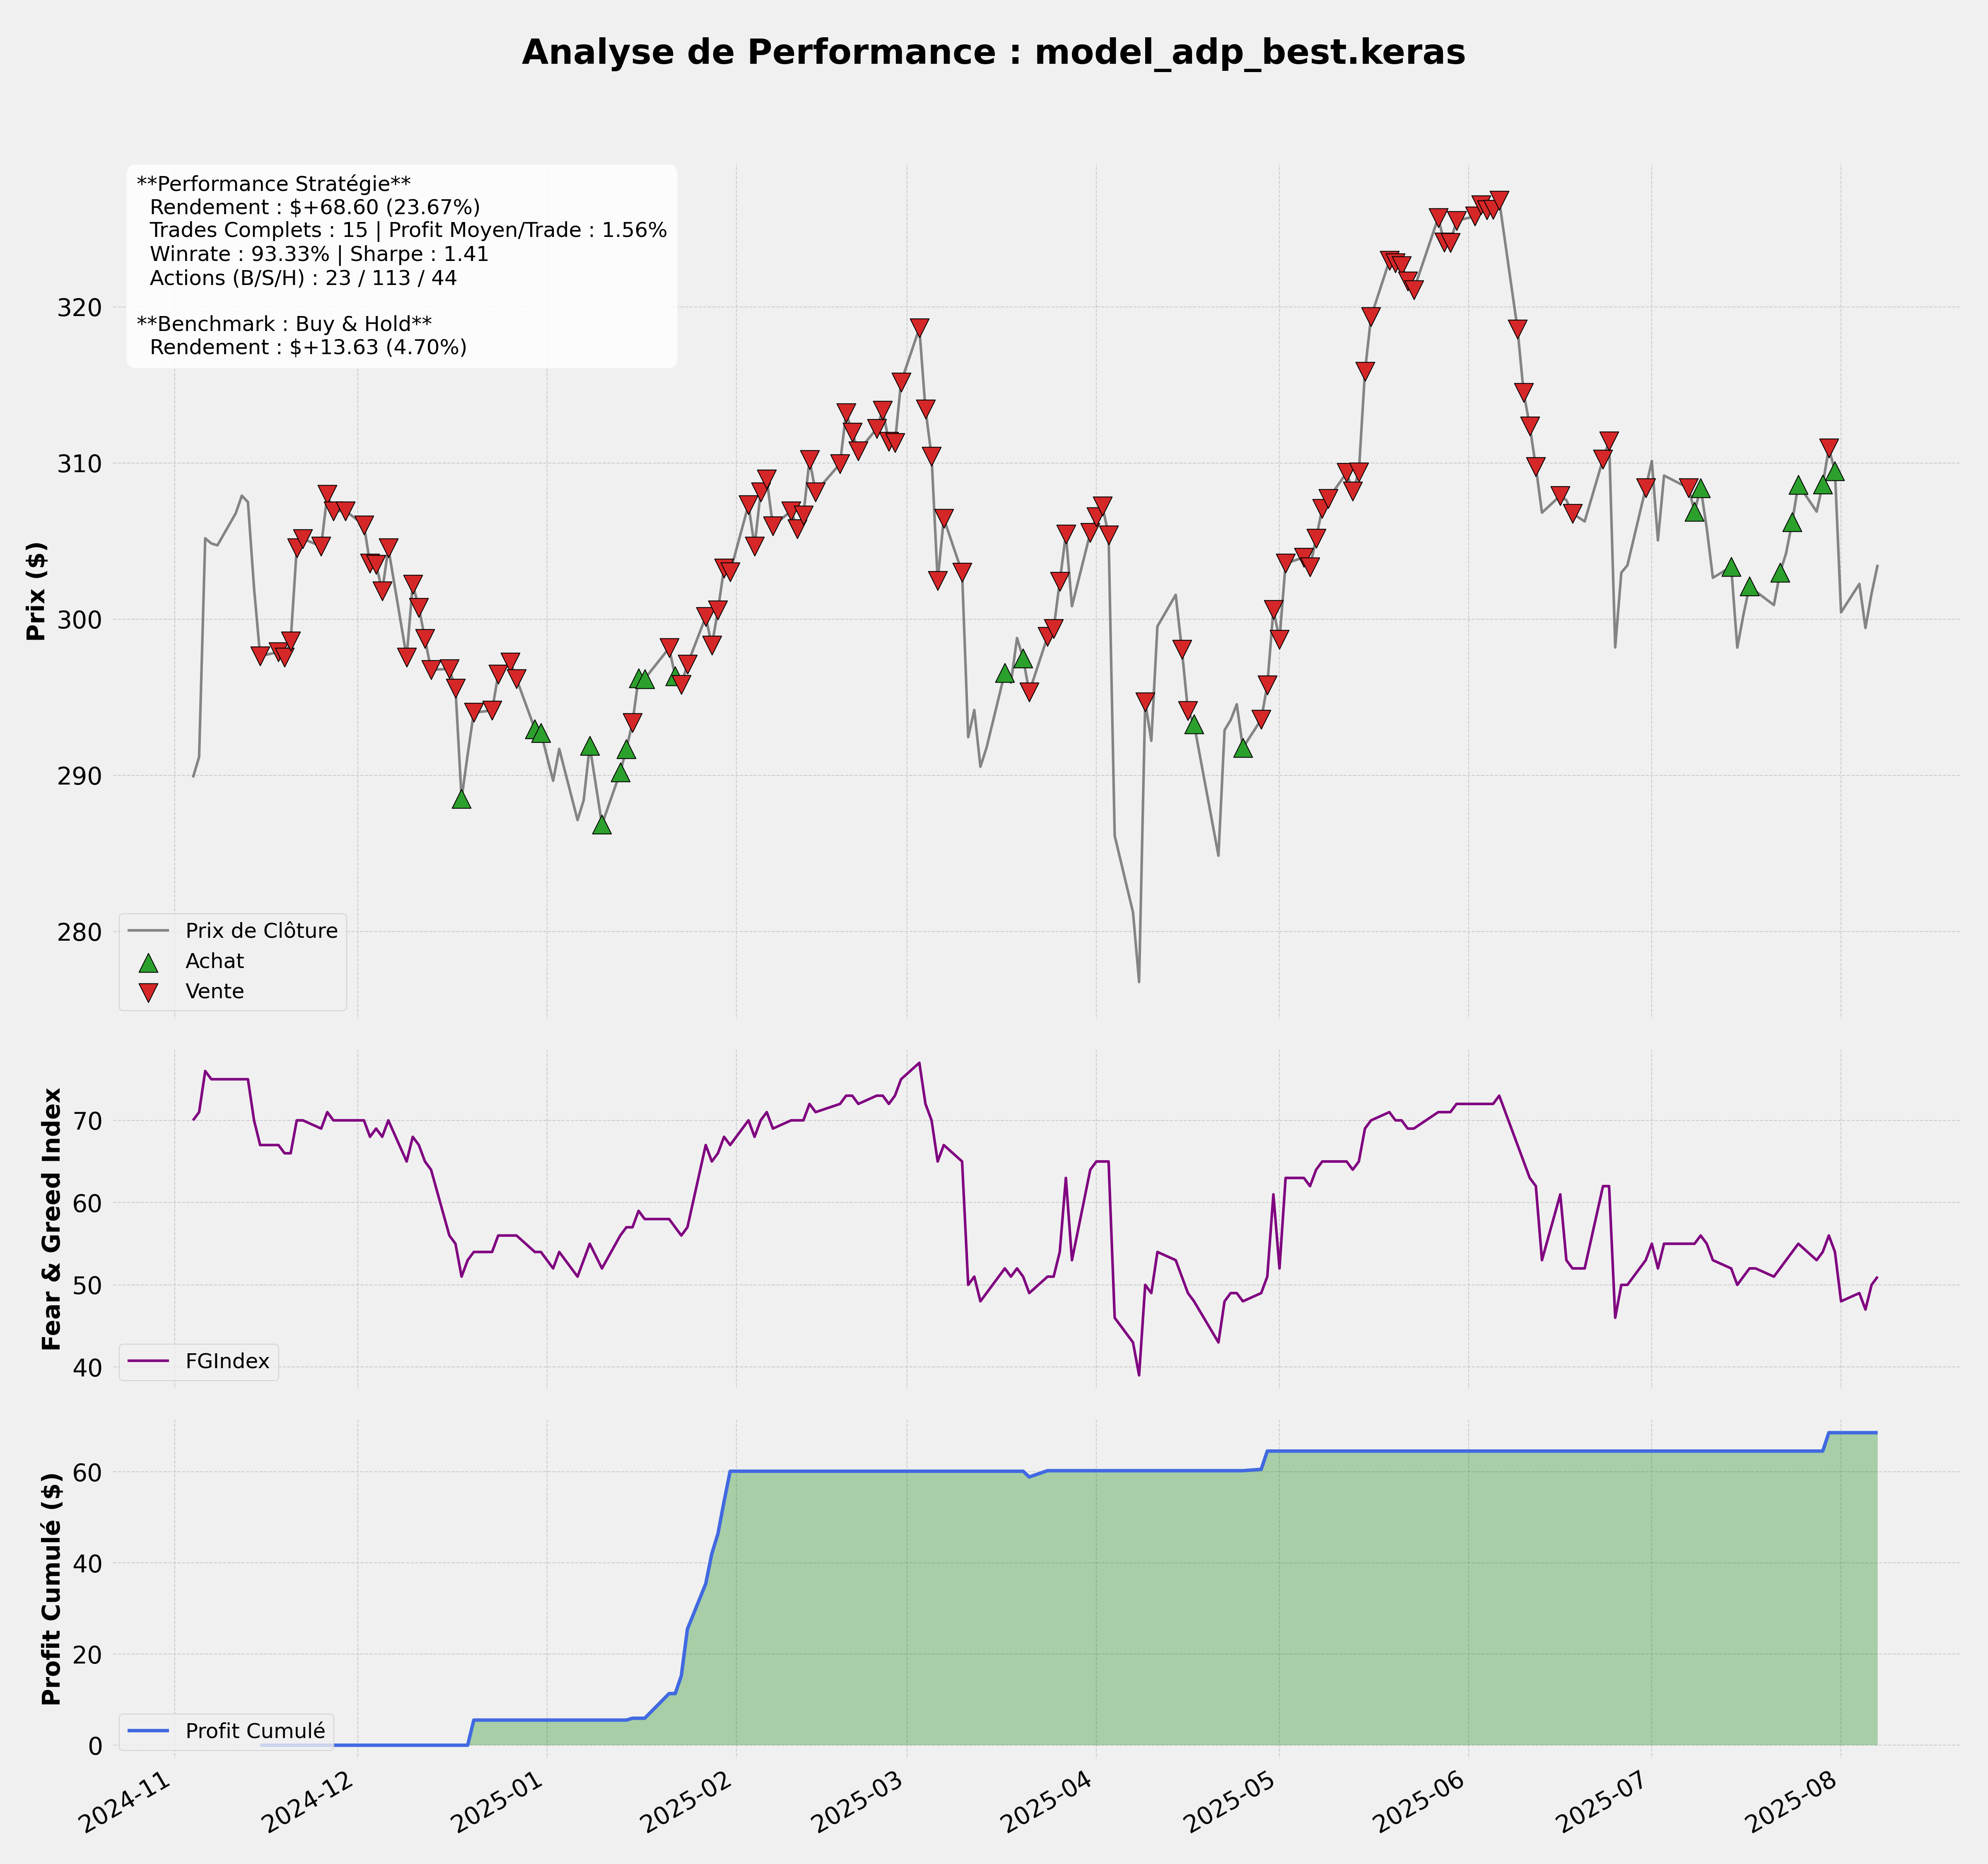 Analyse de Performance : model_adp_best.keras
**Performance Stratégie**
Rendement : $+68.60 (23.67%)
Trades Complets : 15 | Profit Moyen/Trade : 1.56%
Winrate : 93.33% | Sharpe : 1.41
Actions (B/S/H) : 23 / 113 / 44
**Benchmark : Buy & Hold**
Rendement : $+13.63 (4.70%)
Prix ($)
320
310
300
290
280
Prix de Clôture
Achat
Vente
Fear & Greed Index
70
60
50
40
FGIndex
Profit Cumulé ($)
60
40
20
0
Profit Cumulé
2024-11
2024-12
2025-01
2025-02
2025-03
2025-04
2025-05
2025-06
2025-07
2025-08